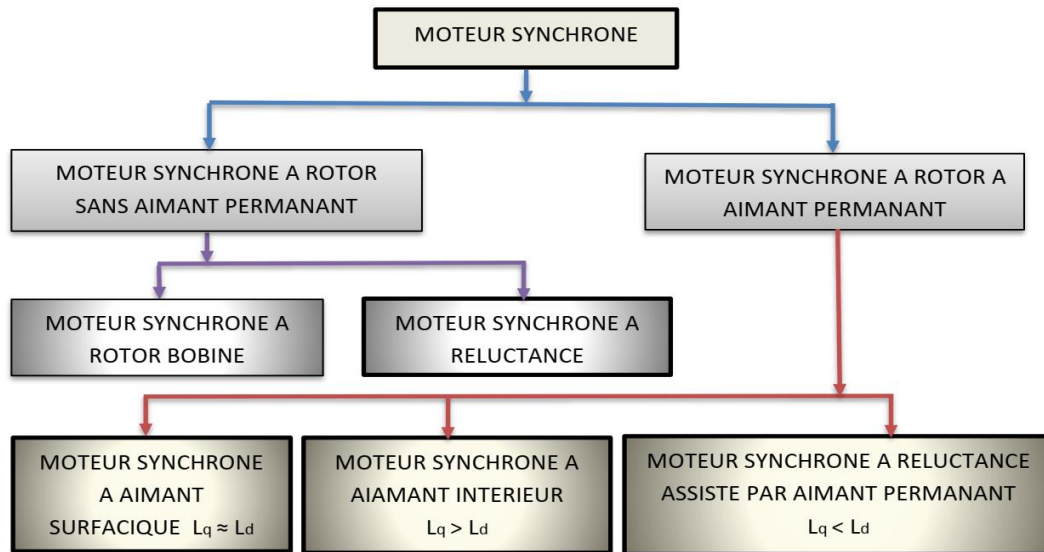 MOTEUR SYNCHRONE
MOTEUR SYNCHRONE A ROTOR
SANS AIMANT PERMANANT
MOTEUR SYNCHRONE A ROTOR A
AIMANT PERMANANT
MOTEUR SYNCHRONE A
ROTOR BOBINE
MOTEUR SYNCHRONE A
RELUCTANCE
MOTEUR SYNCHRONE
A AIMANT
SURFACIQUE Lq ≈ Ld
MOTEUR SYNCHRONE A
AIAMANT INTERIEUR
Lq > Ld
MOTEUR SYNCHRONE A RELUCTANCE
ASSISTE PAR AIMANT PERMANANT
Lq < Ld